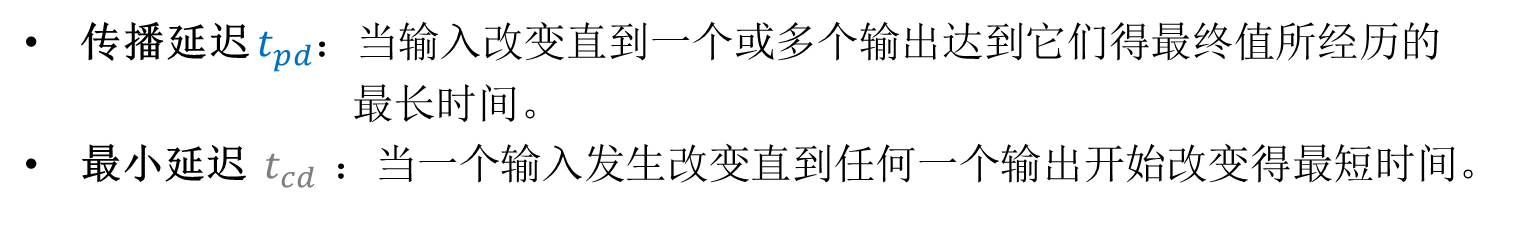 • 传播延迟 tpd：当输入改变直到一个或多个输出达到它们得最终值所经历的
最长时间。
• 最小延迟 tcd ：当一个输入发生改变直到任何一个输出开始改变得最短时间。